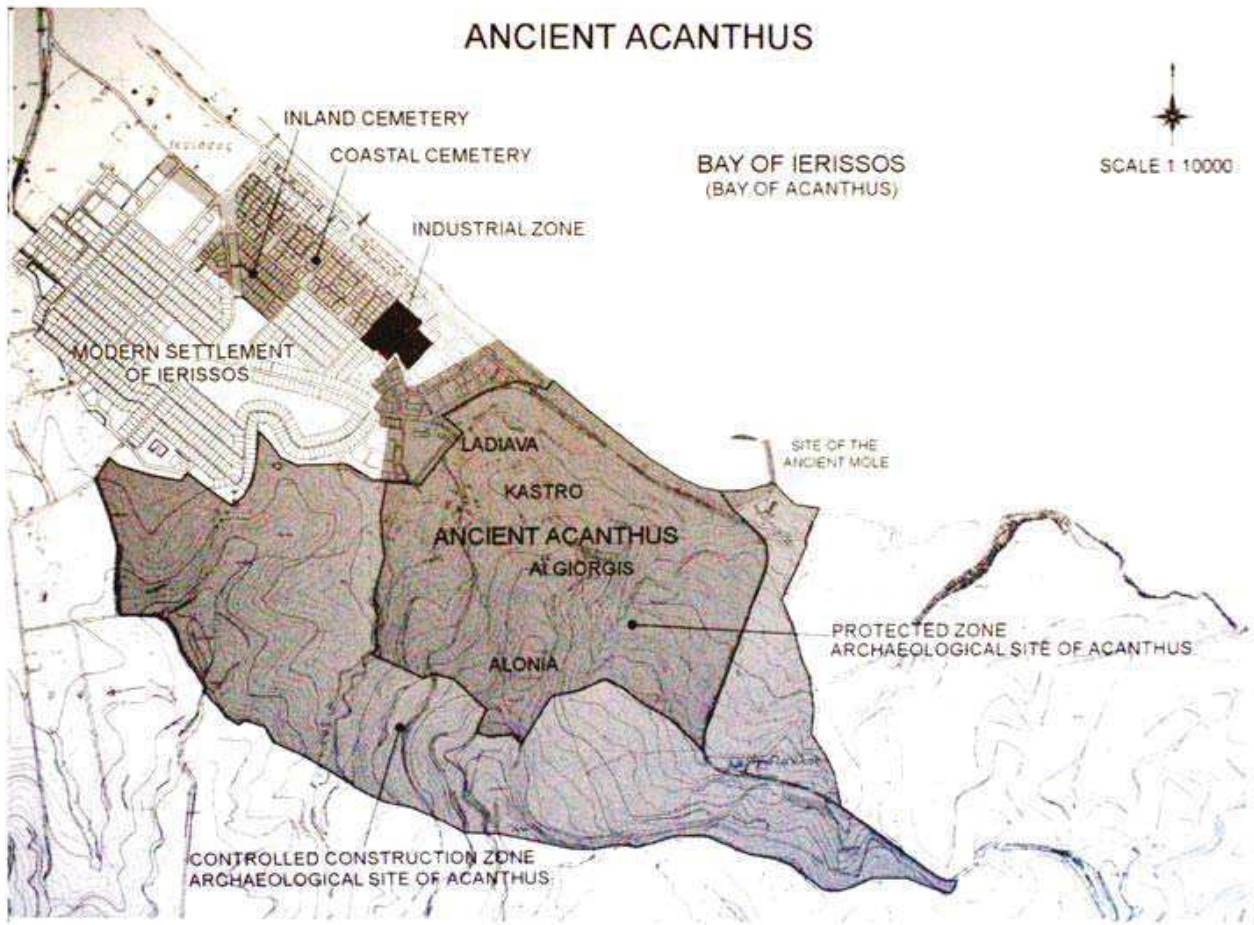 ANCIENT ACANTHUS
INLAND CEMETERY
COASTAL CEMETERY
BAY OF IERISSOS
(BAY OF ACANTHUS)
SCALE 1 10000
INDUSTRIAL ZONE
MODERN SETTLEMENT
OF IERISSOS
LADIAVA
SITE OF THE
ANCIENT MOLE
KASTRO
ANCIENT ACANTHUS
AI GIORGIS
PROTECTED ZONE
ARCHAEOLOGICAL SITE OF ACANTHUS
ALONIA
CONTROLLED CONSTRUCTION ZONE
ARCHAEOLOGICAL SITE OF ACANTHUS